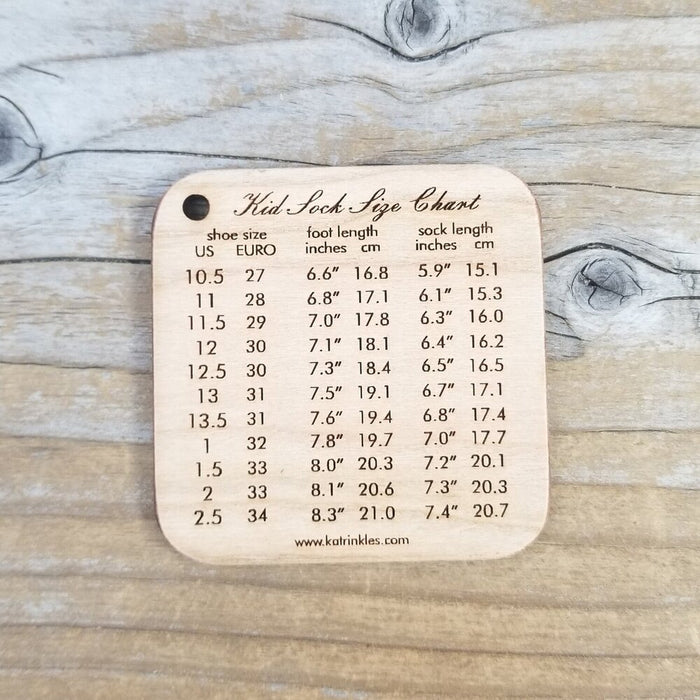 Kid Sock Size Chart
shoe size foot length sock length
US EURO inches cm inches cm
10.5 27 6.6" 16.8 5.9" 15.1
11 28 6.8" 17.1 6.1" 15.3
11.5 29 7.0" 17.8 6.3" 16.0
12 30 7.1" 18.1 6.4" 16.2
12.5 30 7.3" 18.4 6.5" 16.5
13 31 7.5" 19.1 6.7" 17.1
13.5 31 7.6" 19.4 6.8" 17.4
1 32 7.8" 19.7 7.0" 17.7
1.5 33 8.0" 20.3 7.2" 20.1
2 33 8.1" 20.6 7.3" 20.3
2.5 34 8.3" 21.0 7.4" 20.7
www.katrinkles.com